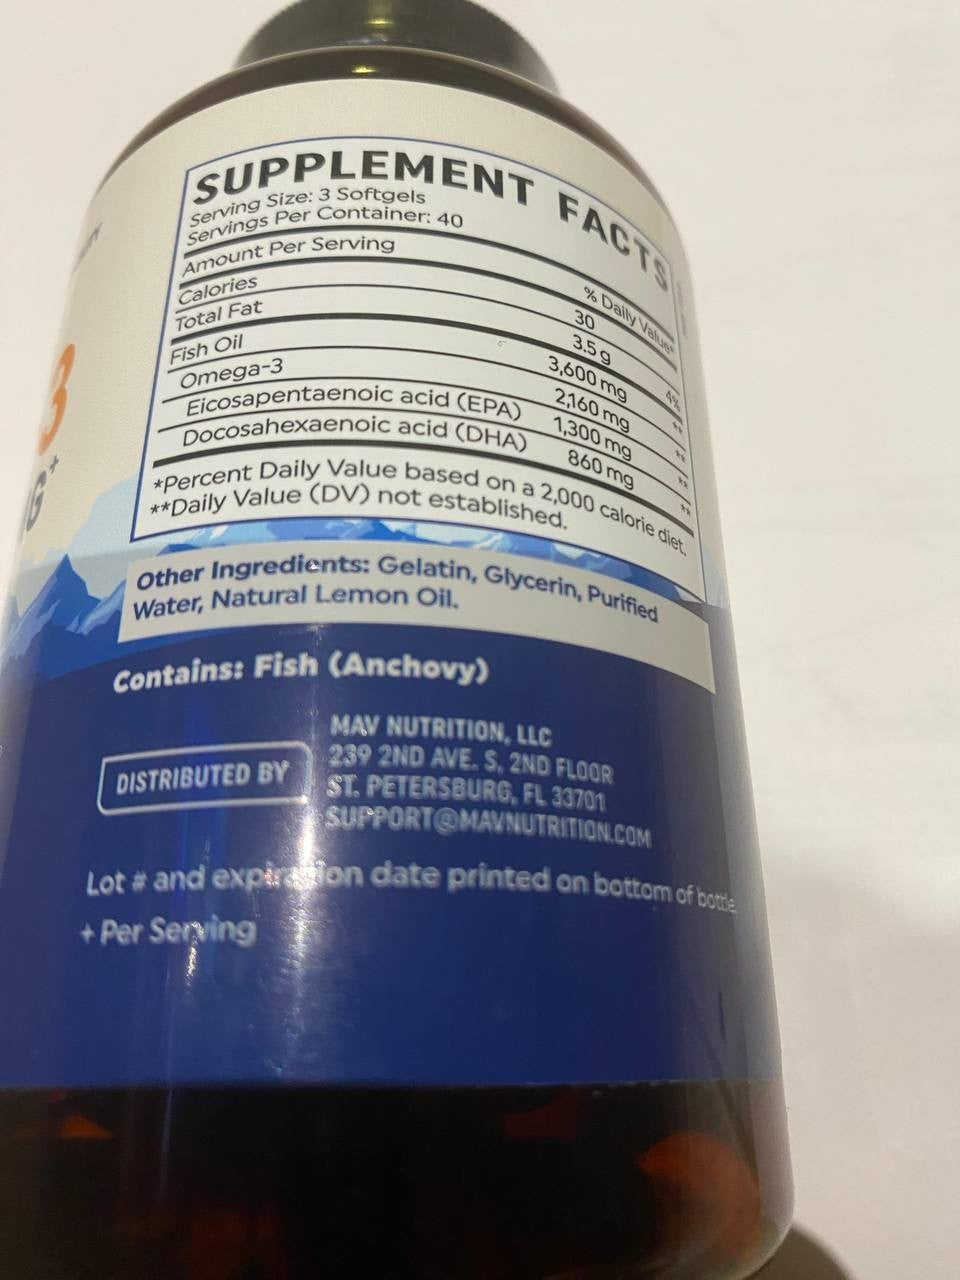 SUPPLEMENT FACTS
Serving Size: 3 Softgels
Servings Per Container: 40
Amount Per Serving
% Daily Value*
Calories 30
Total Fat 3.5 g 4%
Fish Oil 3,600 mg **
Omega-3 2,160 mg **
Eicosapentaenoic acid (EPA) 1,300 mg **
Docosahexaenoic acid (DHA) 860 mg **
*Percent Daily Value based on a 2,000 calorie diet.
**Daily Value (DV) not established.
Other Ingredients: Gelatin, Glycerin, Purified
Water, Natural Lemon Oil.
Contains: Fish (Anchovy)
DISTRIBUTED BY
MAV NUTRITION, LLC
239 2ND AVE. S, 2ND FLOOR
ST. PETERSBURG, FL 33701
SUPPORT@MAVNUTRITION.COM
Lot # and expiration date printed on bottom of bottle.
+ Per Serving
3
G+